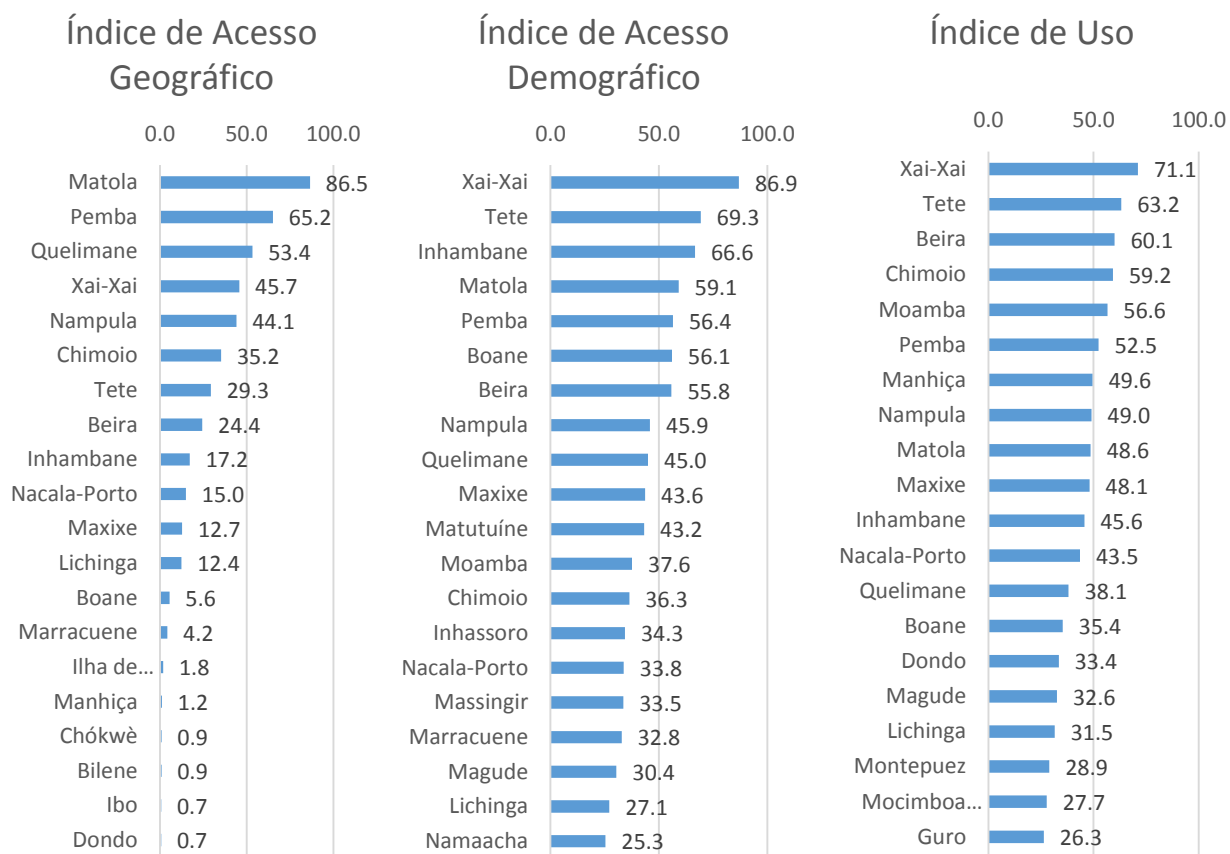 Índice de Acesso
Geográfico
0.0 50.0 100.0
Matola 86.5
Pemba 65.2
Quelimane 53.4
Xai-Xai 45.7
Nampula 44.1
Chimoio 35.2
Tete 29.3
Beira 24.4
Inhambane 17.2
Nacala-Porto 15.0
Maxixe 12.7
Lichinga 12.4
Boane 5.6
Marracuene 4.2
Ilha de... 1.8
Manhiça 1.2
Chókwè 0.9
Bilene 0.9
Ibo 0.7
Dondo 0.7
Índice de Acesso
Demográfico
0.0 50.0 100.0
Xai-Xai 86.9
Tete 69.3
Inhambane 66.6
Matola 59.1
Pemba 56.4
Boane 56.1
Beira 55.8
Nampula 45.9
Quelimane 45.0
Maxixe 43.6
Matutuíne 43.2
Moamba 37.6
Chimoio 36.3
Inhassoro 34.3
Nacala-Porto 33.8
Massingir 33.5
Marracuene 32.8
Magude 30.4
Lichinga 27.1
Namaacha 25.3
Índice de Uso
0.0 50.0 100.0
Xai-Xai 71.1
Tete 63.2
Beira 60.1
Chimoio 59.2
Moamba 56.6
Pemba 52.5
Manhiça 49.6
Nampula 49.0
Matola 48.6
Maxixe 48.1
Inhambane 45.6
Nacala-Porto 43.5
Quelimane 38.1
Boane 35.4
Dondo 33.4
Magude 32.6
Lichinga 31.5
Montepuez 28.9
Mocimboa... 27.7
Guro 26.3